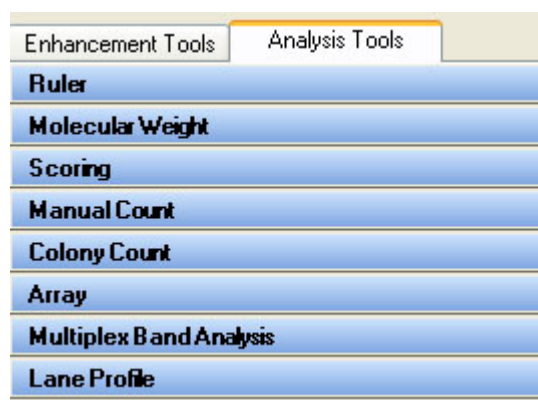 Enhancement Tools Analysis Tools
Ruler
Molecular Weight
Scoring
Manual Count
Colony Count
Array
Multiplex Band Analysis
Lane Profile